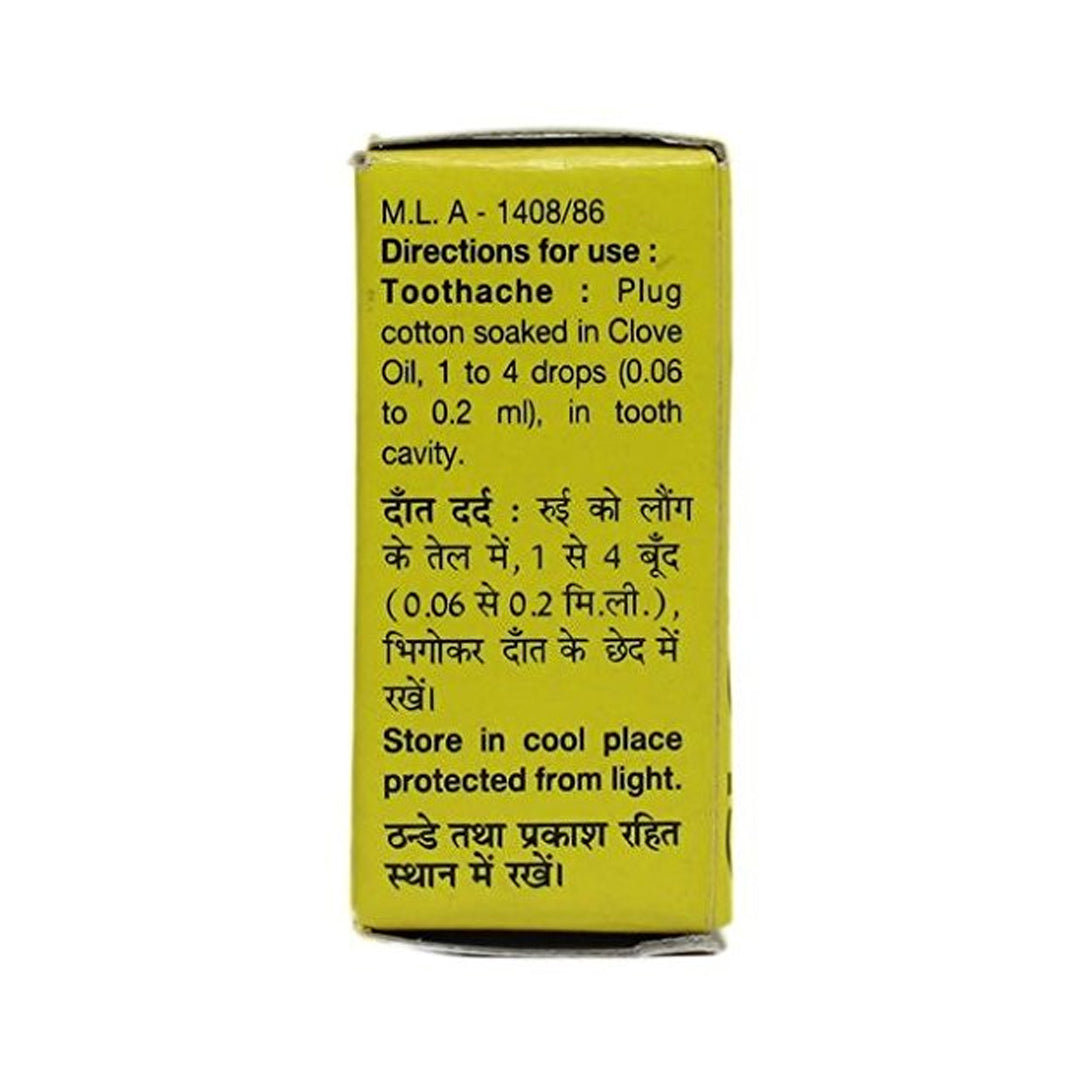 M.L. A - 1408/86
Directions for use :
Toothache : Plug
cotton soaked in Clove
Oil, 1 to 4 drops (0.06
to 0.2 ml), in tooth
cavity.
दाँत दर्द : रुई को लौंग
के तेल में, 1 से 4 बूँद
(0.06 से 0.2 मि.ली.),
भिगोकर दाँत के छेद में
रखें।
Store in cool place
protected from light.
ठन्डे तथा प्रकाश रहित
स्थान में रखें।